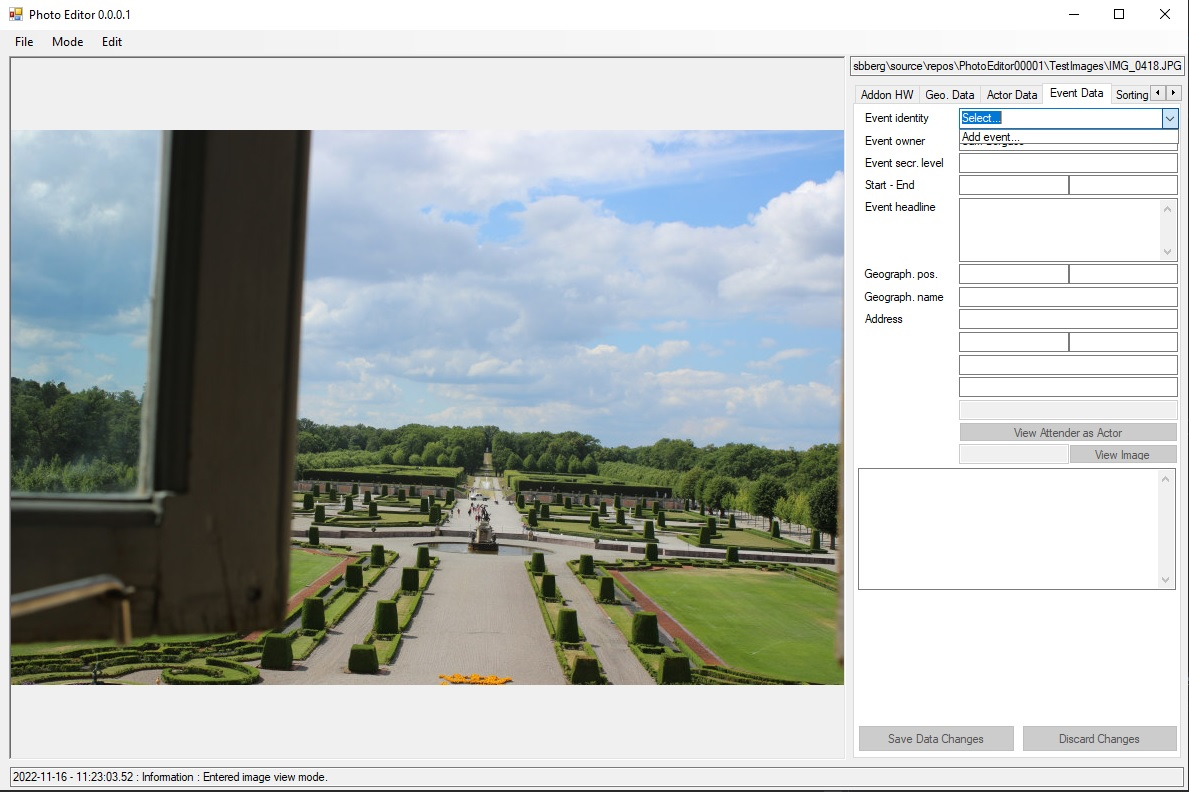 Photo Editor 0.0.0.1
File Mode Edit
sbberg\source\repos\PhotoEditor00001\TestImages\IMG_0418.JPG
Addon HW Geo. Data Actor Data Event Data Sorting
Event identity Select...
Add event...
Event owner
Event secr. level
Start - End
Event headline
Geograph. pos.
Geograph. name
Address
View Attender as Actor
View Image
Save Data Changes Discard Changes
2022-11-16 - 11:23:03.52 : Information : Entered image view mode.